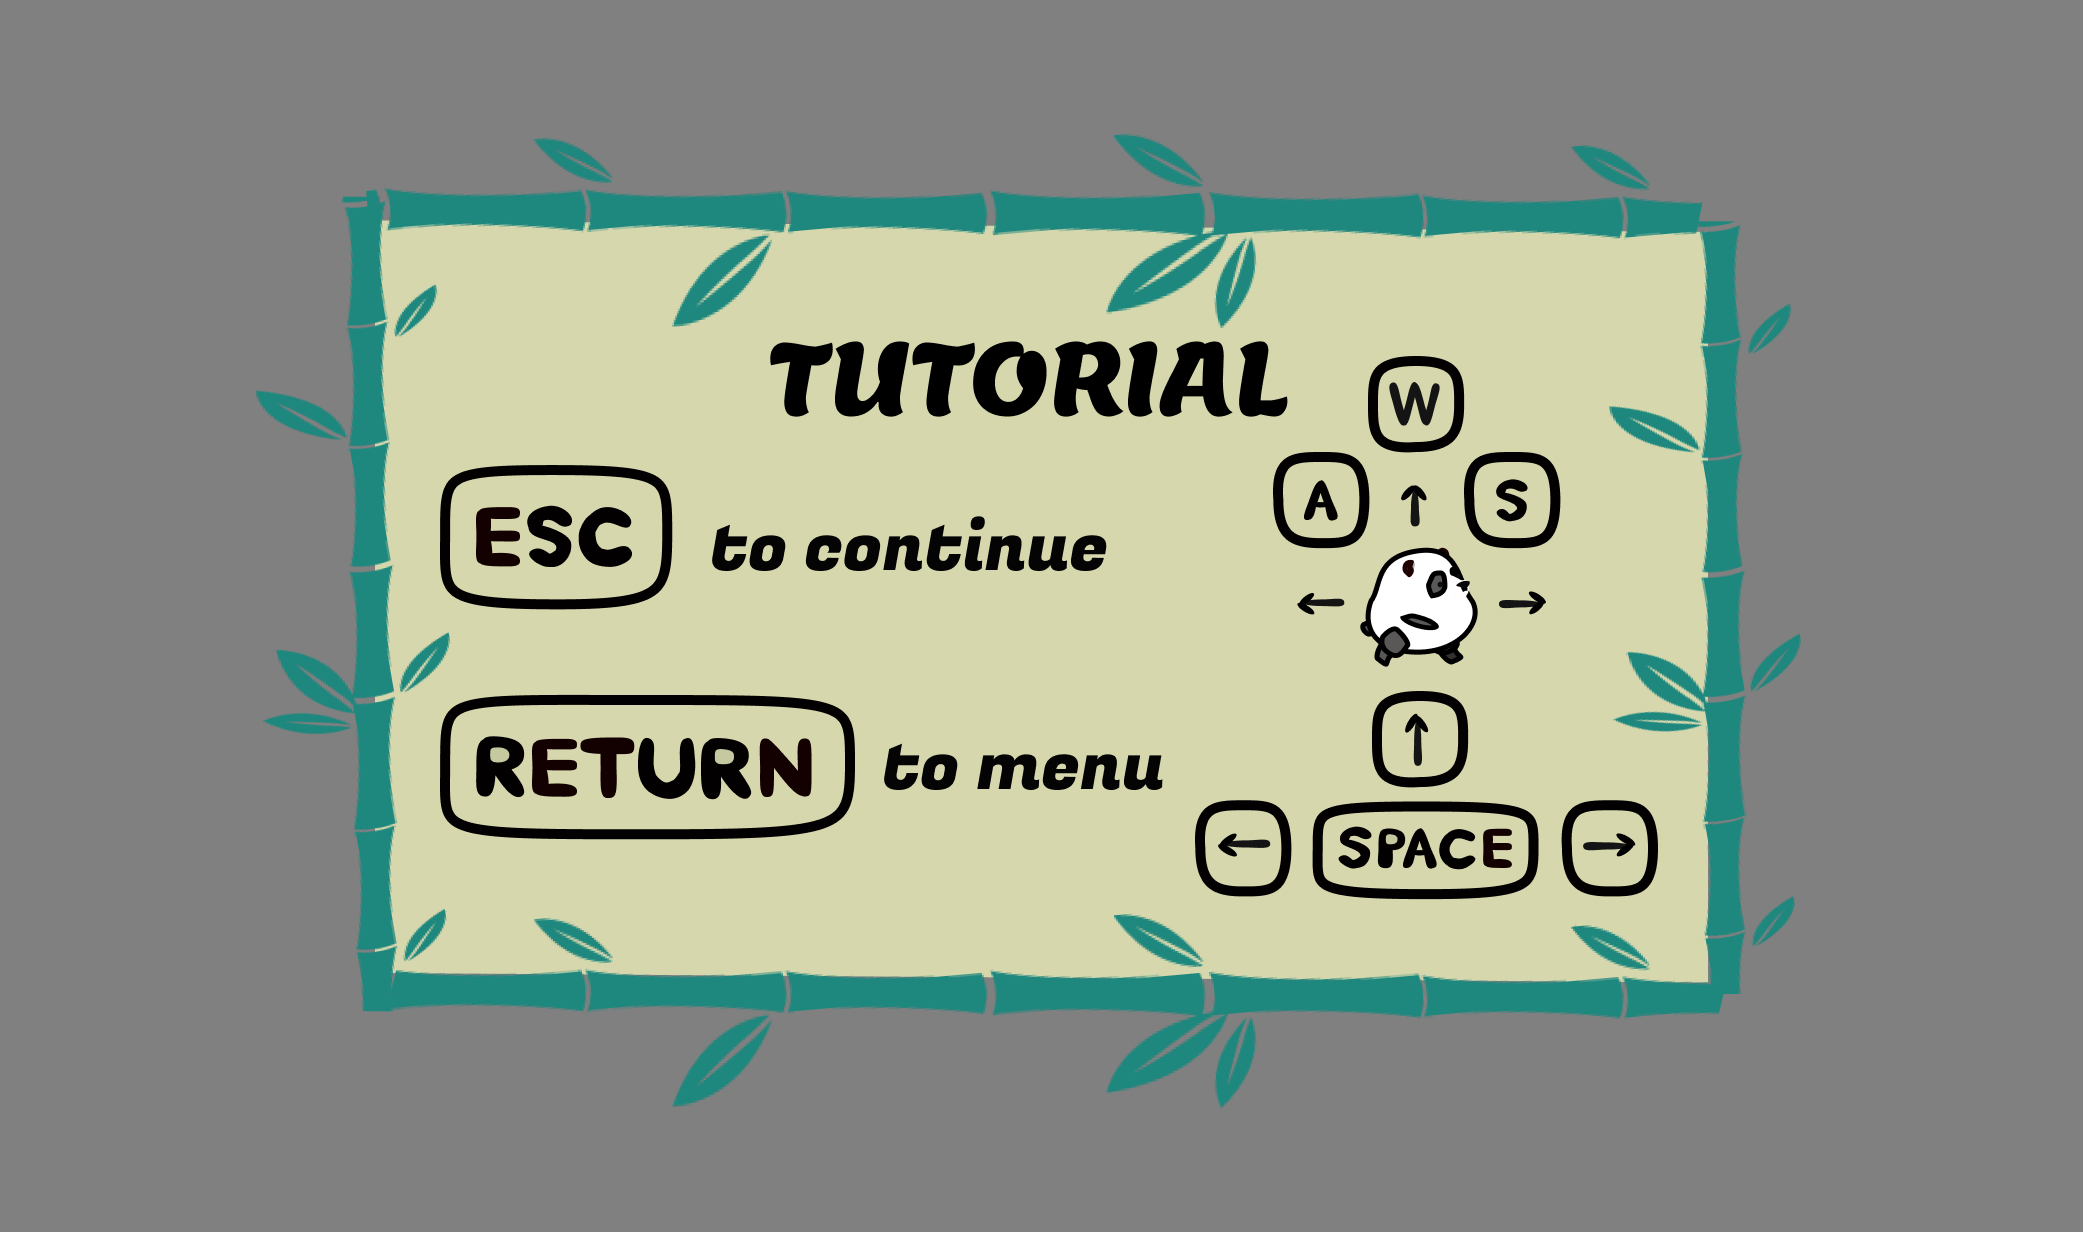 TUTORIAL
W
A ↑ S
ESC to continue
← →
RETURN to menu
↑
← SPACE →